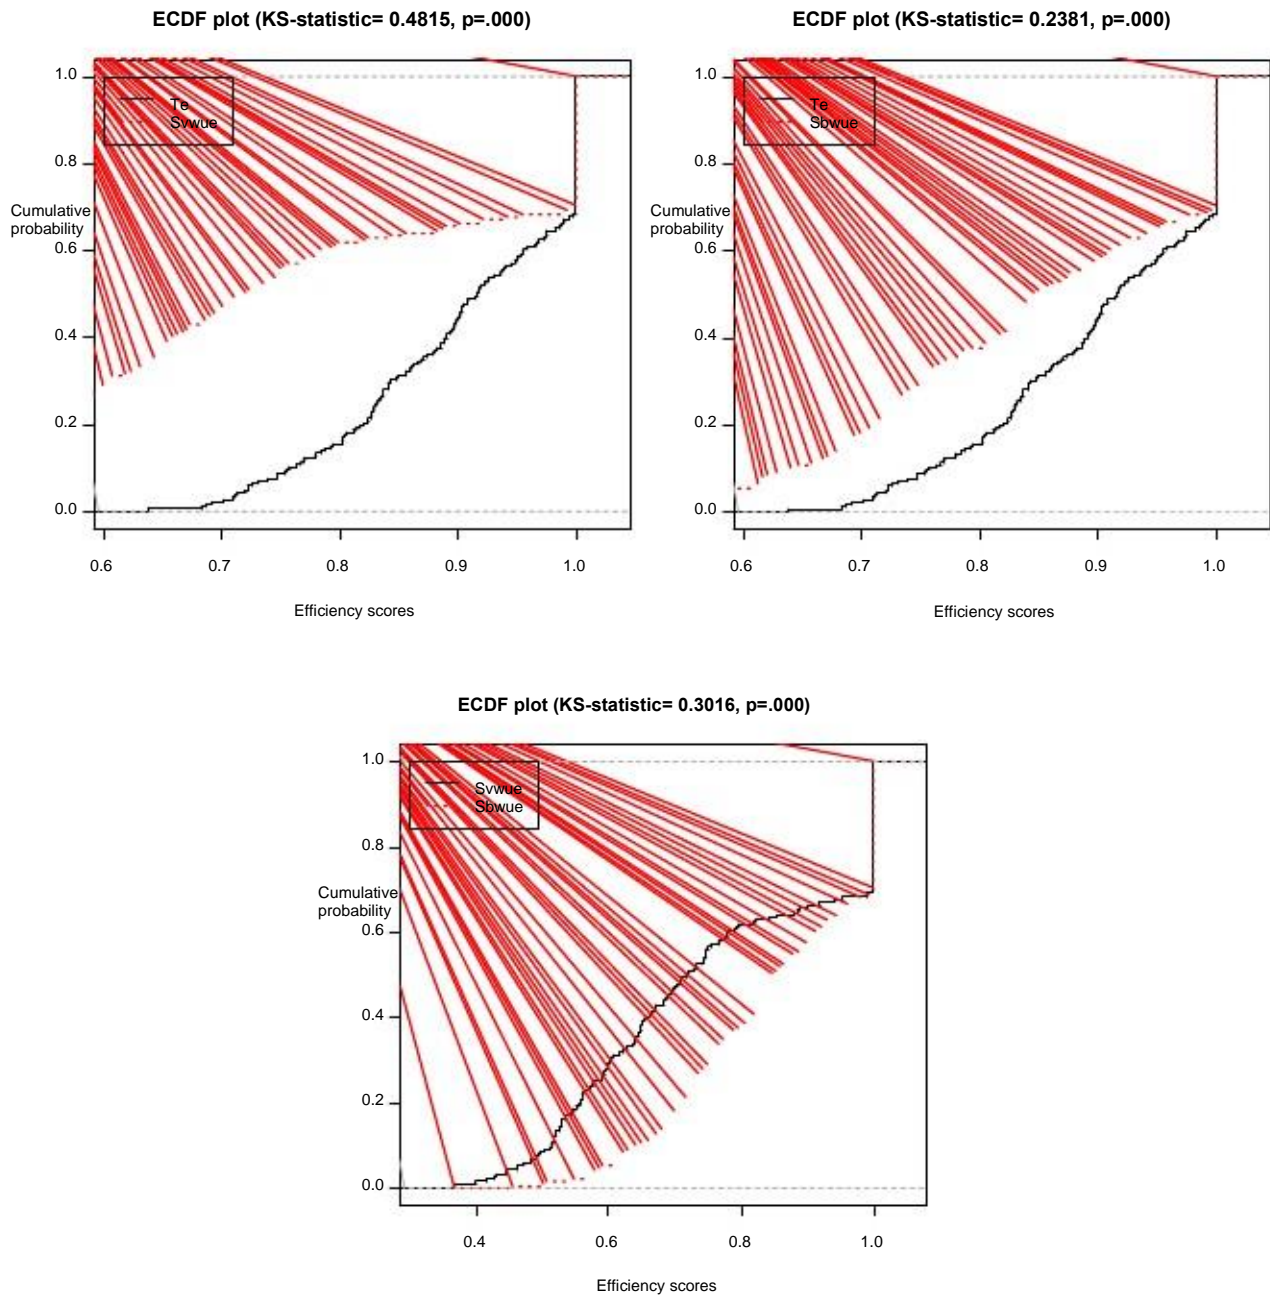 ECDF plot (KS-statistic= 0.4815, p=.000)
1.0
0.8
0.6
0.4
0.2
0.0
Cumulative
probability
Te
Svwue
0.6 0.7 0.8 0.9 1.0
Efficiency scores
ECDF plot (KS-statistic= 0.2381, p=.000)
1.0
0.8
0.6
0.4
0.2
0.0
Cumulative
probability
Te
Sbwue
0.6 0.7 0.8 0.9 1.0
Efficiency scores
ECDF plot (KS-statistic= 0.3016, p=.000)
1.0
0.8
0.6
0.4
0.2
0.0
Cumulative
probability
Svwue
Sbwue
0.4 0.6 0.8 1.0
Efficiency scores